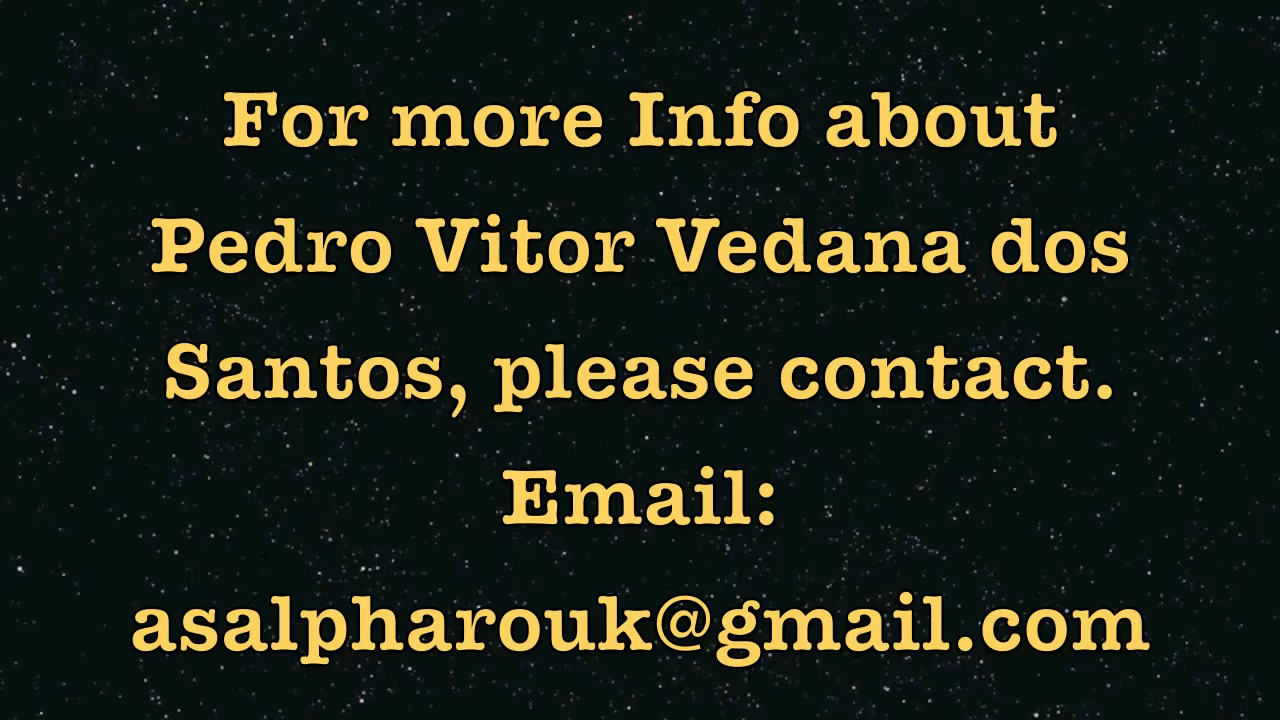 For more Info about
Pedro Vitor Vedana dos
Santos, please contact.
Email:
asalpharouk@gmail.com